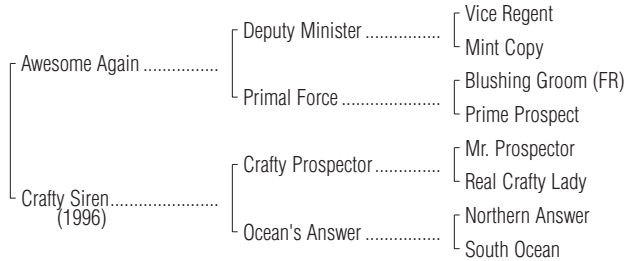 Vice Regent
Deputy Minister ..................
Mint Copy
Awesome Again ...............
Blushing Groom (FR)
Primal Force ....................
Prime Prospect
Mr. Prospector
Crafty Prospector .............
Real Crafty Lady
Crafty Siren.....................
(1996)
Northern Answer
Ocean's Answer ...............
South Ocean